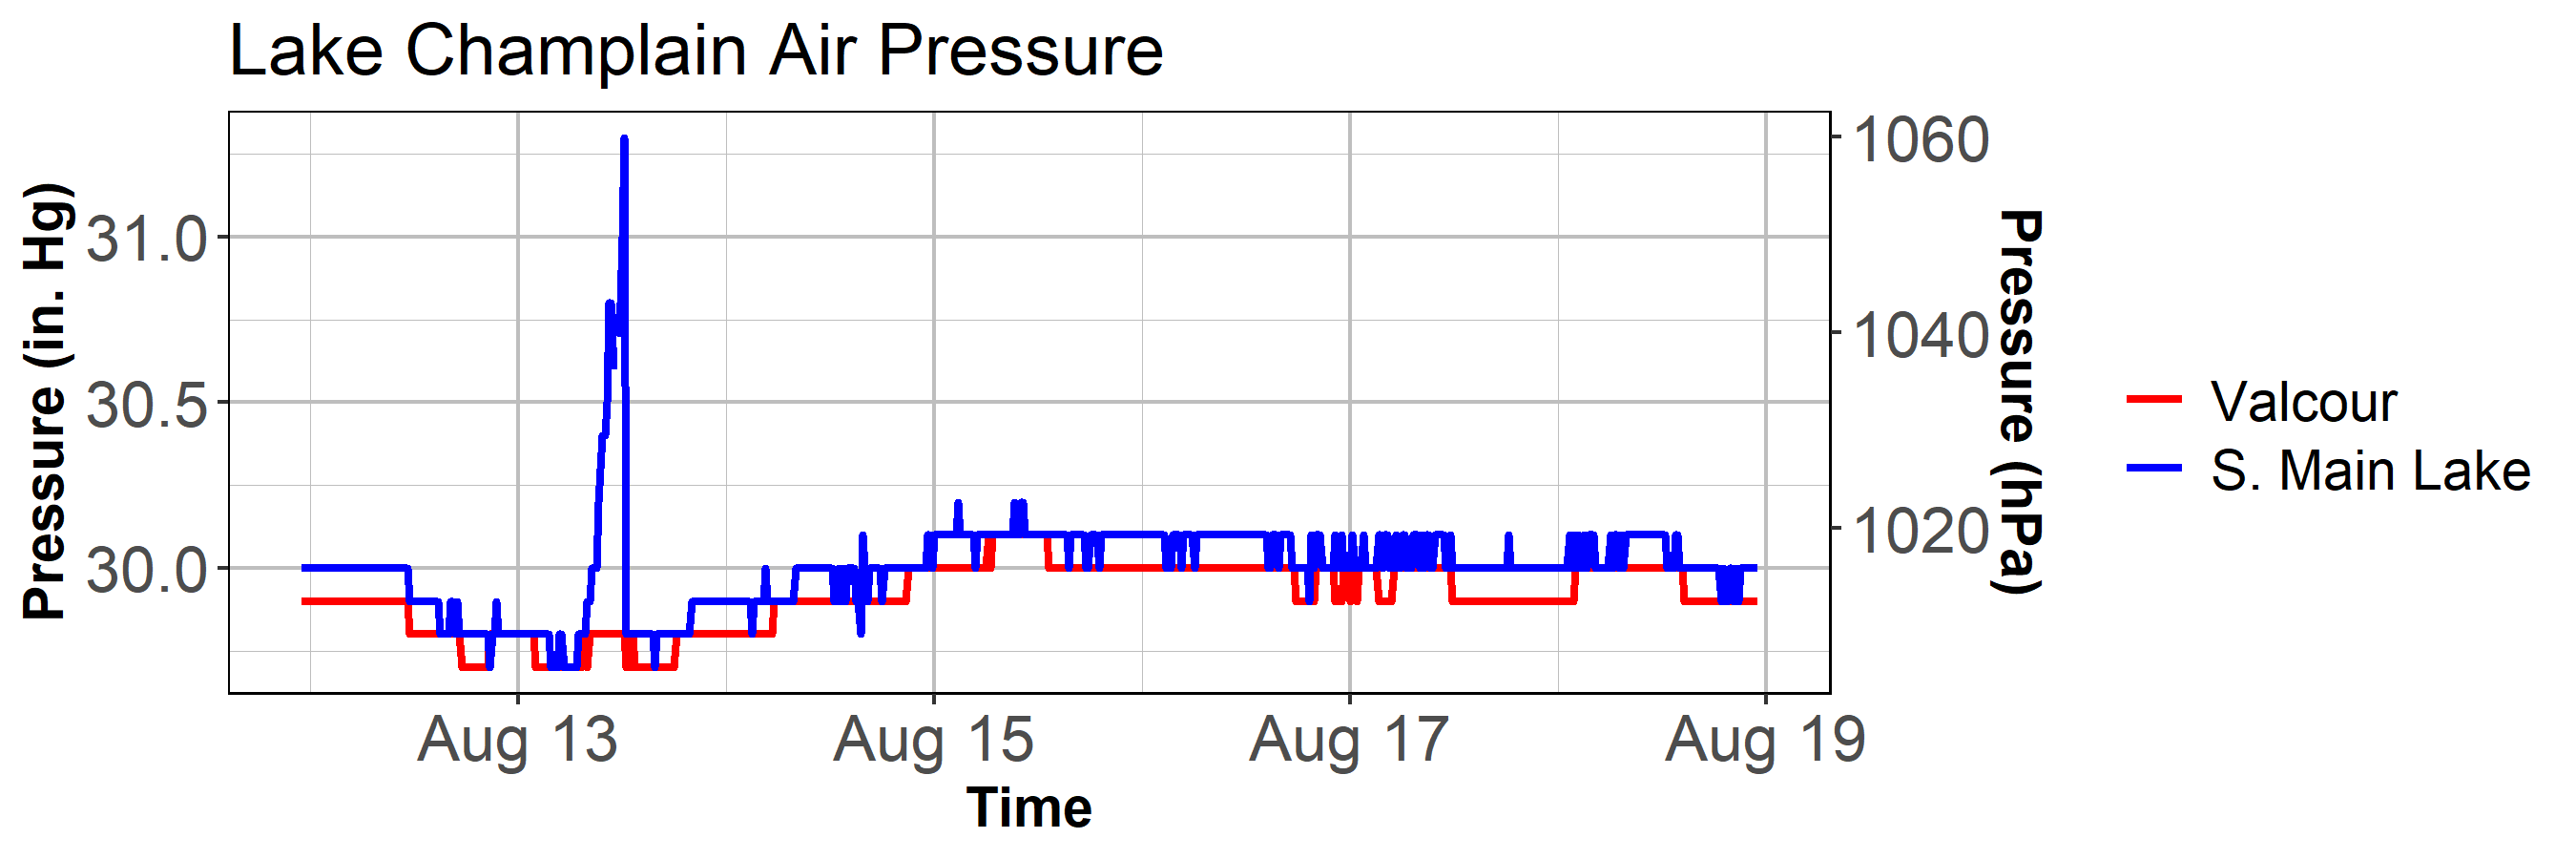 Lake Champlain Air Pressure
Pressure (in. Hg)
31.0
30.5
30.0
1060
1040
1020
Pressure (hPa)
Aug 13
Aug 15
Aug 17
Aug 19
Time
Valcour
S. Main Lake